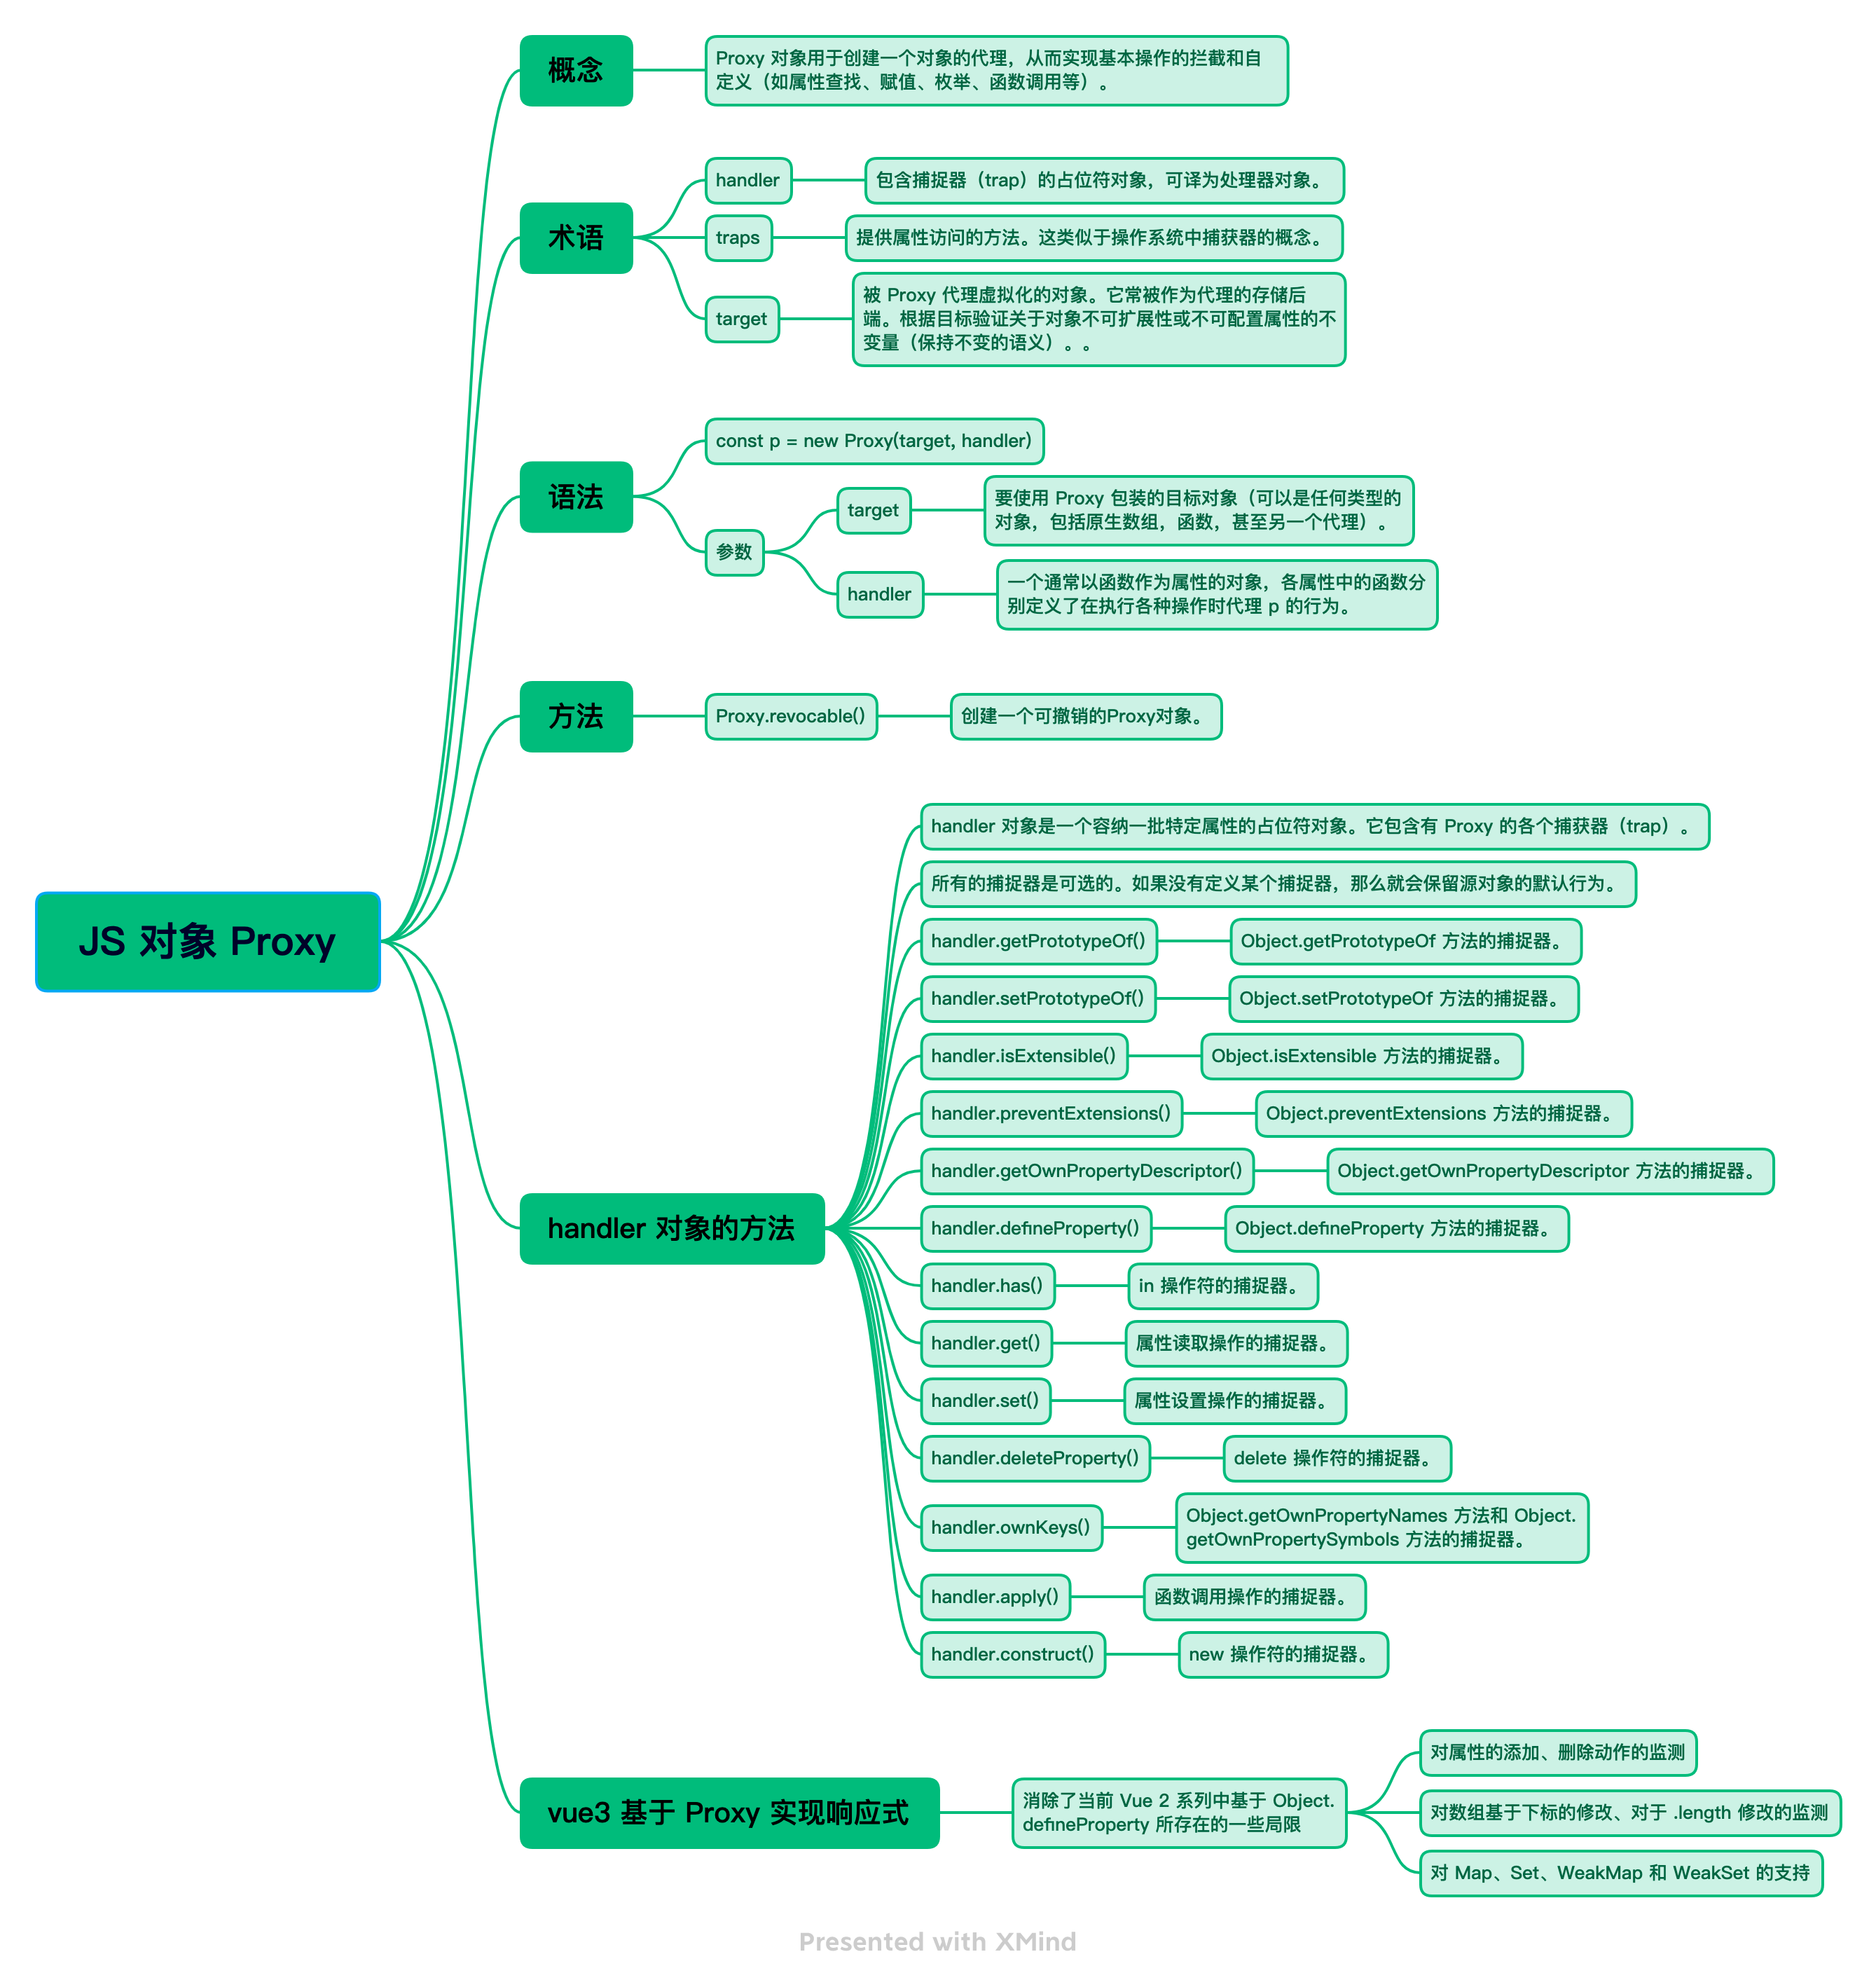 概念
Proxy 对象用于创建一个对象的代理，从而实现基本操作的拦截和自
定义（如属性查找、赋值、枚举、函数调用等）。
术语
handler
包含捕捉器（trap）的占位符对象，可译为处理器对象。
traps
提供属性访问的方法。这类似于操作系统中捕获器的概念。
target
被 Proxy 代理虚拟化的对象。它常被作为代理的存储后
端。根据目标验证关于对象不可扩展性或不可配置属性的不
变量（保持不变的语义）。。
语法
const p = new Proxy(target, handler)
参数
target
要使用 Proxy 包装的目标对象（可以是任何类型的
对象，包括原生数组，函数，甚至另一个代理）。
handler
一个通常以函数作为属性的对象，各属性中的函数分
别定义了在执行各种操作时代理 p 的行为。
方法
Proxy.revocable()
创建一个可撤销的Proxy对象。
JS 对象 Proxy
handler 对象的方法
handler 对象是一个容纳一批特定属性的占位符对象。它包含有 Proxy 的各个捕获器（trap）。
所有的捕捉器是可选的。如果没有定义某个捕捉器，那么就会保留源对象的默认行为。
handler.getPrototypeOf()
Object.getPrototypeOf 方法的捕捉器。
handler.setPrototypeOf()
Object.setPrototypeOf 方法的捕捉器。
handler.isExtensible()
Object.isExtensible 方法的捕捉器。
handler.preventExtensions()
Object.preventExtensions 方法的捕捉器。
handler.getOwnPropertyDescriptor()
Object.getOwnPropertyDescriptor 方法的捕捉器。
handler.defineProperty()
Object.defineProperty 方法的捕捉器。
handler.has()
in 操作符的捕捉器。
handler.get()
属性读取操作的捕捉器。
handler.set()
属性设置操作的捕捉器。
handler.deleteProperty()
delete 操作符的捕捉器。
handler.ownKeys()
Object.getOwnPropertyNames 方法和 Object.
getOwnPropertySymbols 方法的捕捉器。
handler.apply()
函数调用操作的捕捉器。
handler.construct()
new 操作符的捕捉器。
vue3 基于 Proxy 实现响应式
消除了当前 Vue 2 系列中基于 Object.
defineProperty 所存在的一些局限
对属性的添加、删除动作的监测
对数组基于下标的修改、对于 .length 修改的监测
对 Map、Set、WeakMap 和 WeakSet 的支持
Presented with XMind